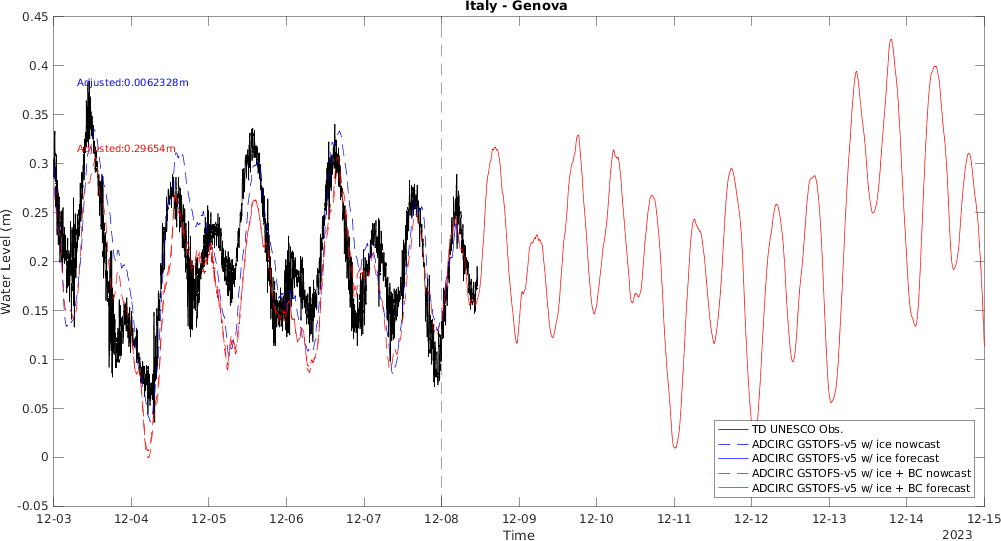 Italy - Genova
0.45
0.4
0.35
0.3
0.25
0.2
0.15
0.1
0.05
0
-0.05
Water Level (m)
Adjusted:0.0062328m
Adjusted:0.29654m
TD UNESCO Obs.
ADCIRC GSTOFS-v5 w/ ice nowcast
ADCIRC GSTOFS-v5 w/ ice forecast
ADCIRC GSTOFS-v5 w/ ice + BC nowcast
ADCIRC GSTOFS-v5 w/ ice + BC forecast
12-03 12-04 12-05 12-06 12-07 12-08 12-09 12-10 12-11 12-12 12-13 12-14 12-15
Time
2023